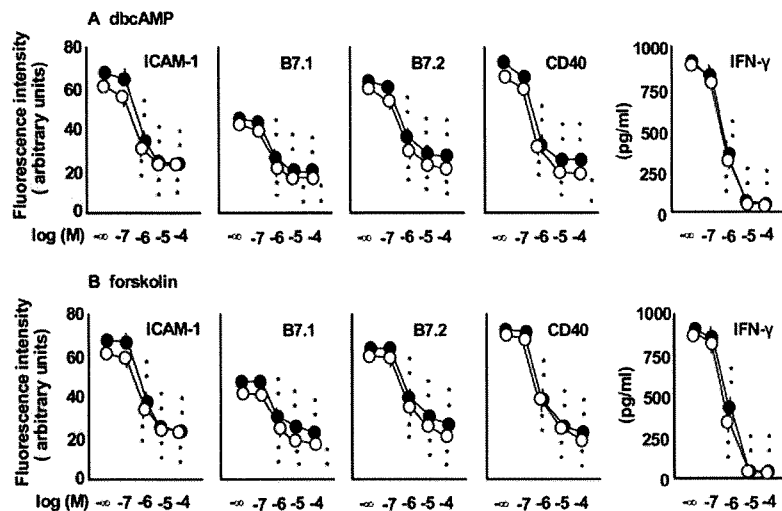 A dbcAMP
Fluorescence intensity
( arbitrary units)
80
60
40
20
0
ICAM-1
B7.1
B7.2
CD40
(pg/ml)
1000
750
500
250
0
IFN-γ
log (M) -∞ -7 -6 -5 -4 -∞ -7 -6 -5 -4 -∞ -7 -6 -5 -4 -∞ -7 -6 -5 -4 -∞ -7 -6 -5 -4
B forskolin
Fluorescence intensity
( arbitrary units)
80
60
40
20
0
ICAM-1
B7.1
B7.2
CD40
(pg/ml)
1000
750
500
250
0
IFN-γ
log (M) -∞ -7 -6 -5 -4 -∞ -7 -6 -5 -4 -∞ -7 -6 -5 -4 -∞ -7 -6 -5 -4 -∞ -7 -6 -5 -4